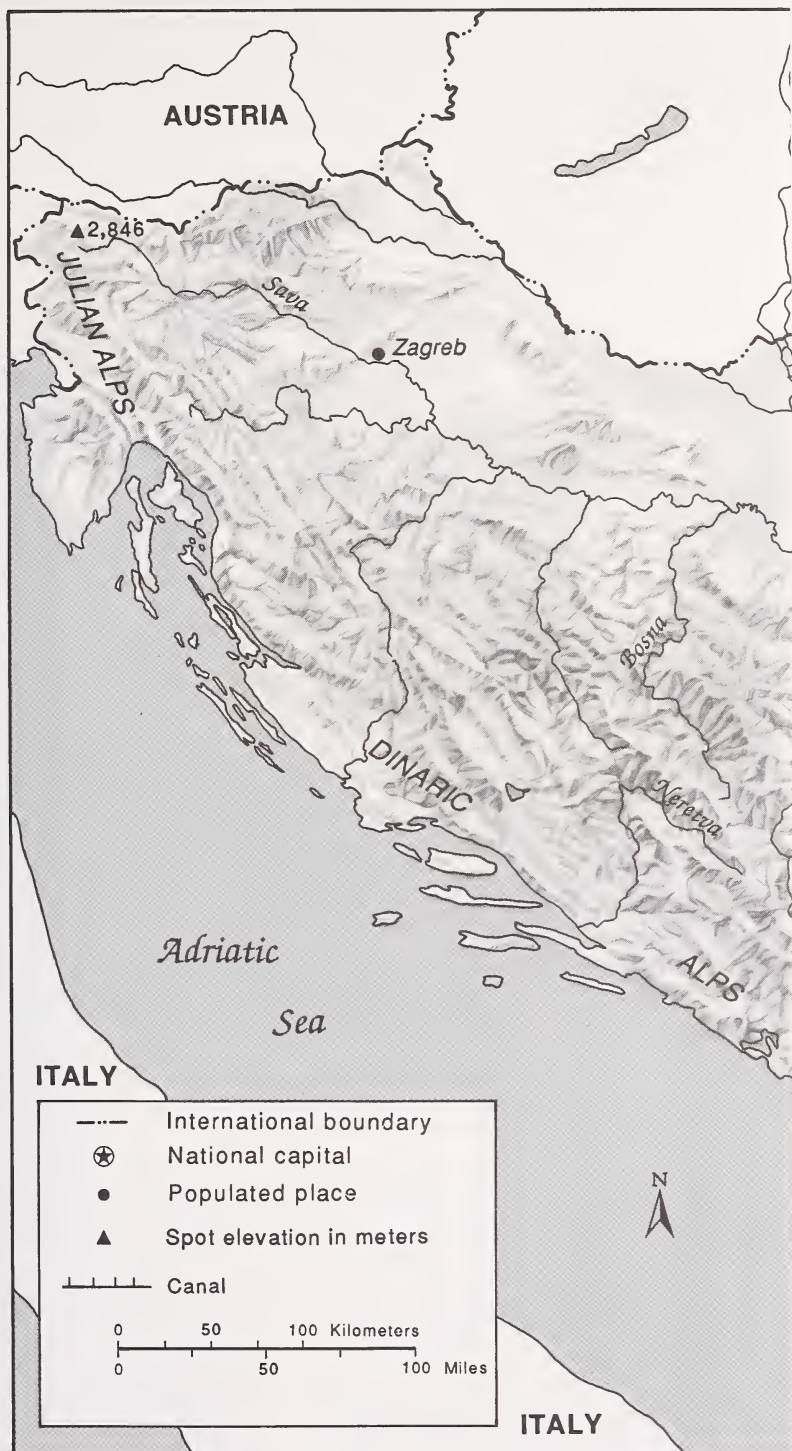 AUSTRIA
2,846
JULIAN ALPS
Sava
Zagreb
Bosna
DINARIC
Neretva
Adriatic
Sea
ALPS
ITALY
International boundary
National capital
Populated place
Spot elevation in meters
Canal
0 50 100 Kilometers
0 50 100 Miles
N
ITALY